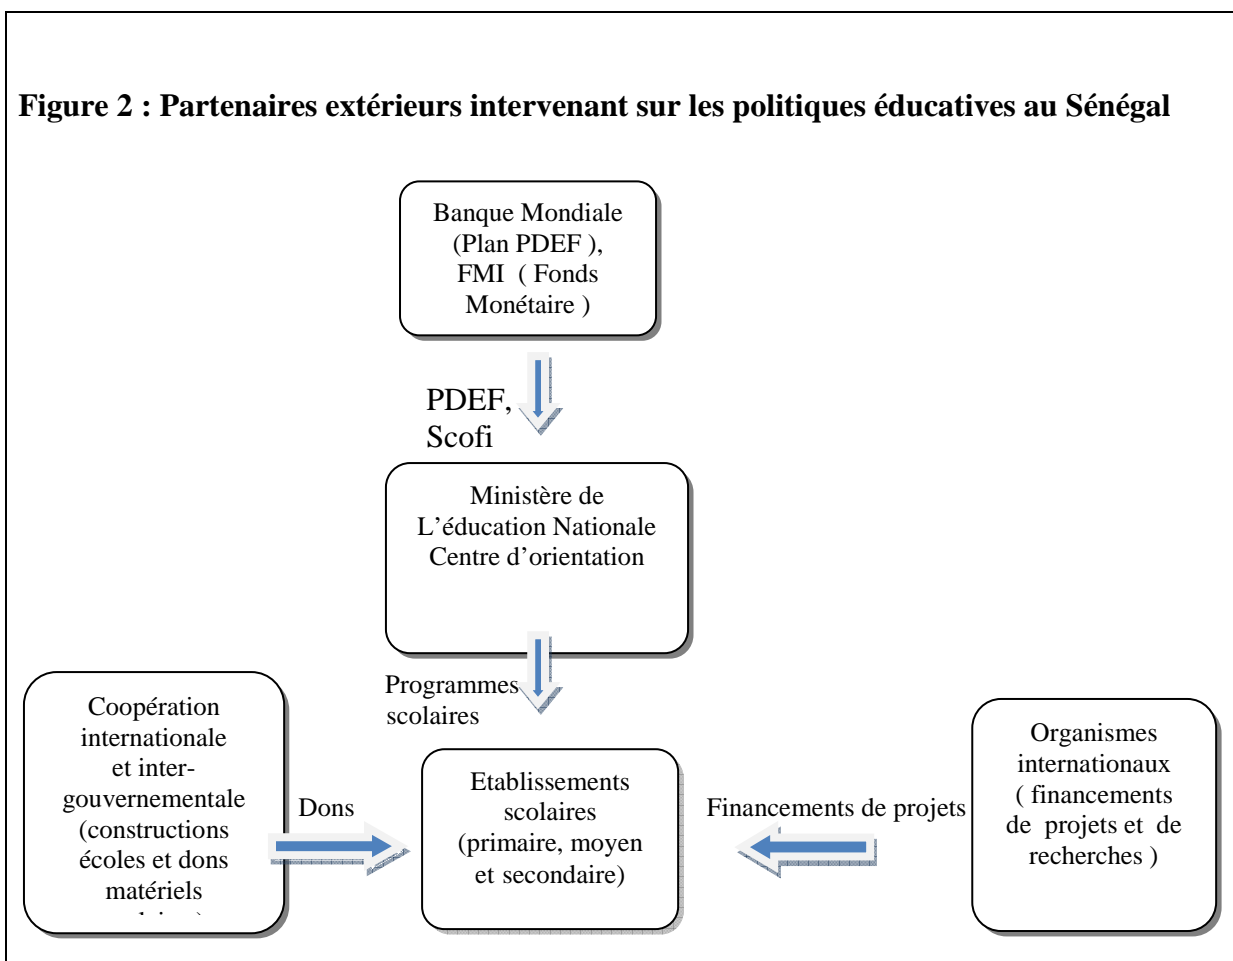 Figure 2 : Partenaires extérieurs intervenant sur les politiques éducatives au Sénégal
Banque Mondiale
(Plan PDEF ),
FMI ( Fonds
Monétaire )
PDEF,
Scofi
Ministère de
L’éducation Nationale
Centre d’orientation
Programmes
scolaires
Coopération
internationale
et inter-
gouvernementale
(constructions
écoles et dons
matériels
Dons
Etablissements
scolaires
(primaire, moyen
et secondaire)
Financements de projets
Organismes
internationaux
( financements
de projets et de
recherches )